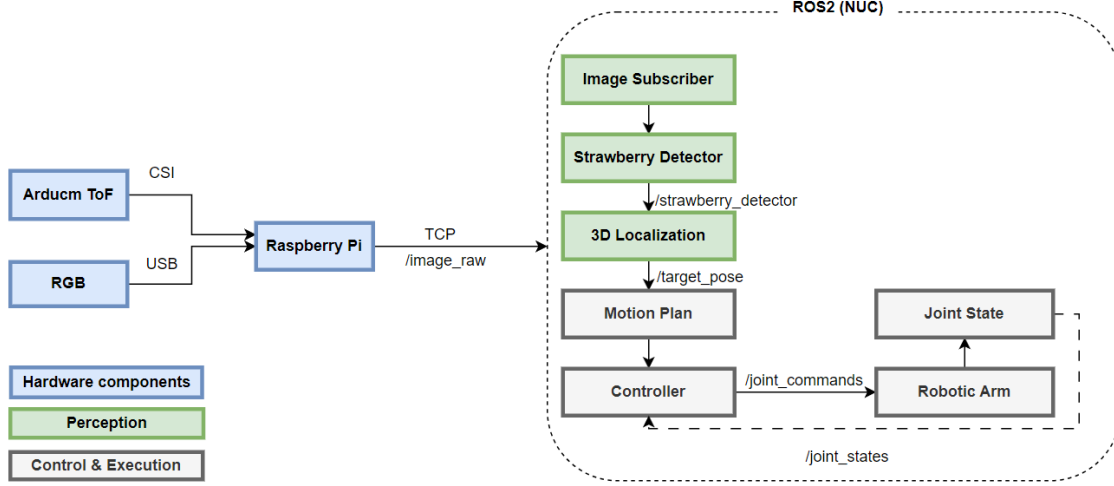 ROS2 (NUC)
Image Subscriber
Strawberry Detector
/strawberry_detector
3D Localization
/target_pose
Motion Plan
Controller
/joint_commands
Robotic Arm
Joint State
/joint_states
Arducm ToF
CSI
RGB
USB
Raspberry Pi
TCP
/image_raw
Hardware components
Perception
Control & Execution